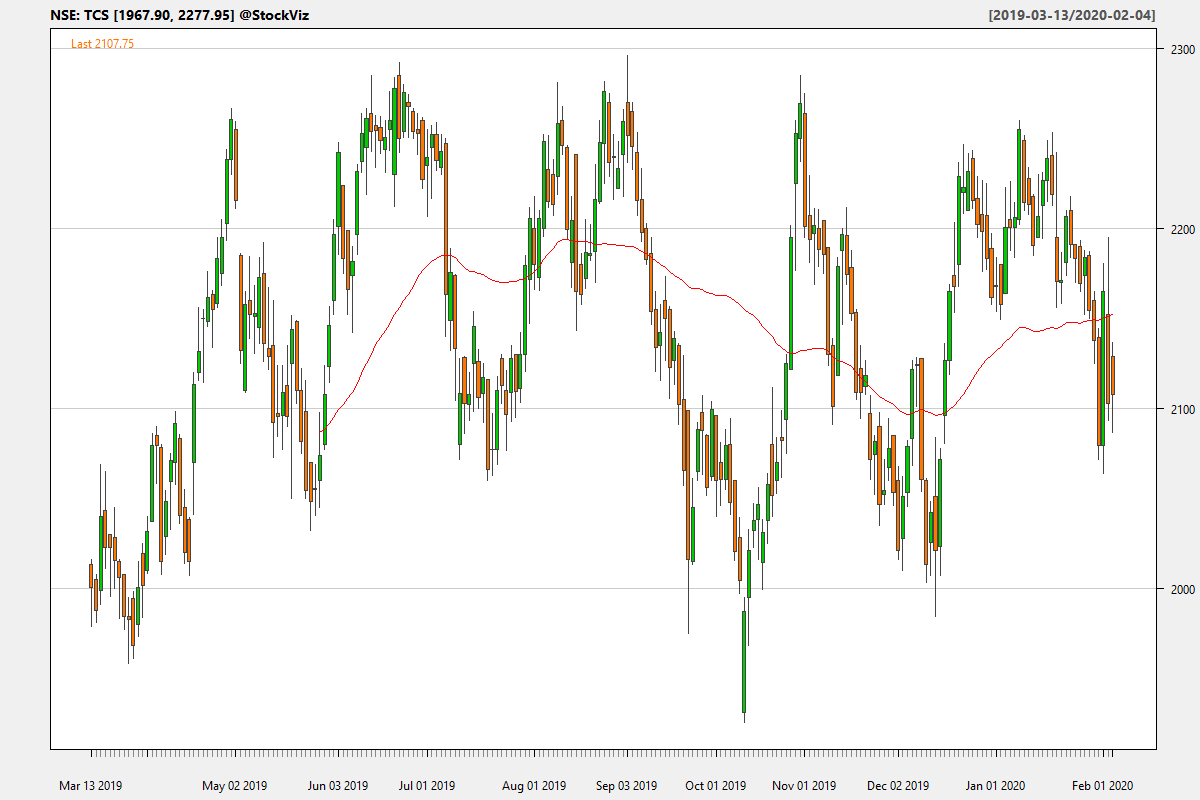 NSE: TCS [1967.90, 2277.95] @StockViz
[2019-03-13/2020-02-04]
Last 2107.75
2300
2200
2100
2000
Mar 13 2019 May 02 2019 Jun 03 2019 Jul 01 2019 Aug 01 2019 Sep 03 2019 Oct 01 2019 Nov 01 2019 Dec 02 2019 Jan 01 2020 Feb 01 2020